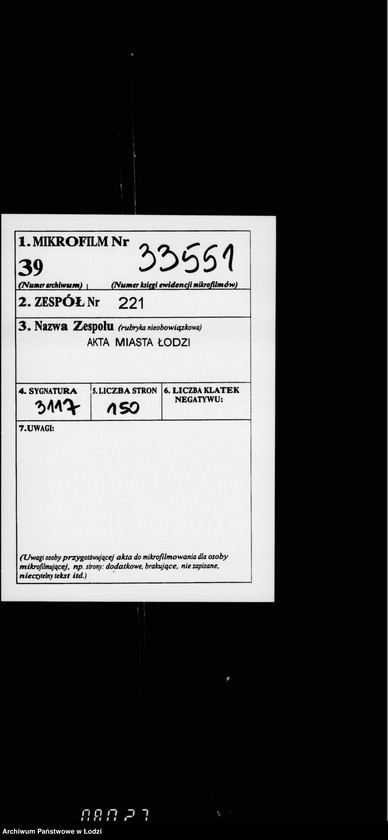 1. MIKROFILM Nr
39 33551
(Numer archiwum) (Numer księgi ewidencji mikrofilmów)
2. ZESPÓŁ Nr 221
3. Nazwa Zespołu (rubryka nieobowiązkowa)
AKTA MIASTA ŁODZI
4. SYGNATURA 5. LICZBA STRON 6. LICZBA KLATEK
NEGATYWU:
3117 150
7. UWAGI:
(Uwagi osoby przygotowującej akta do mikrofilmowania dla osoby
mikrofilmującej, np. strony: dodatkowe, brakujące, nie zapisane,
nieczytelny tekst itd.)
Archiwum Państwowe w Łodzi